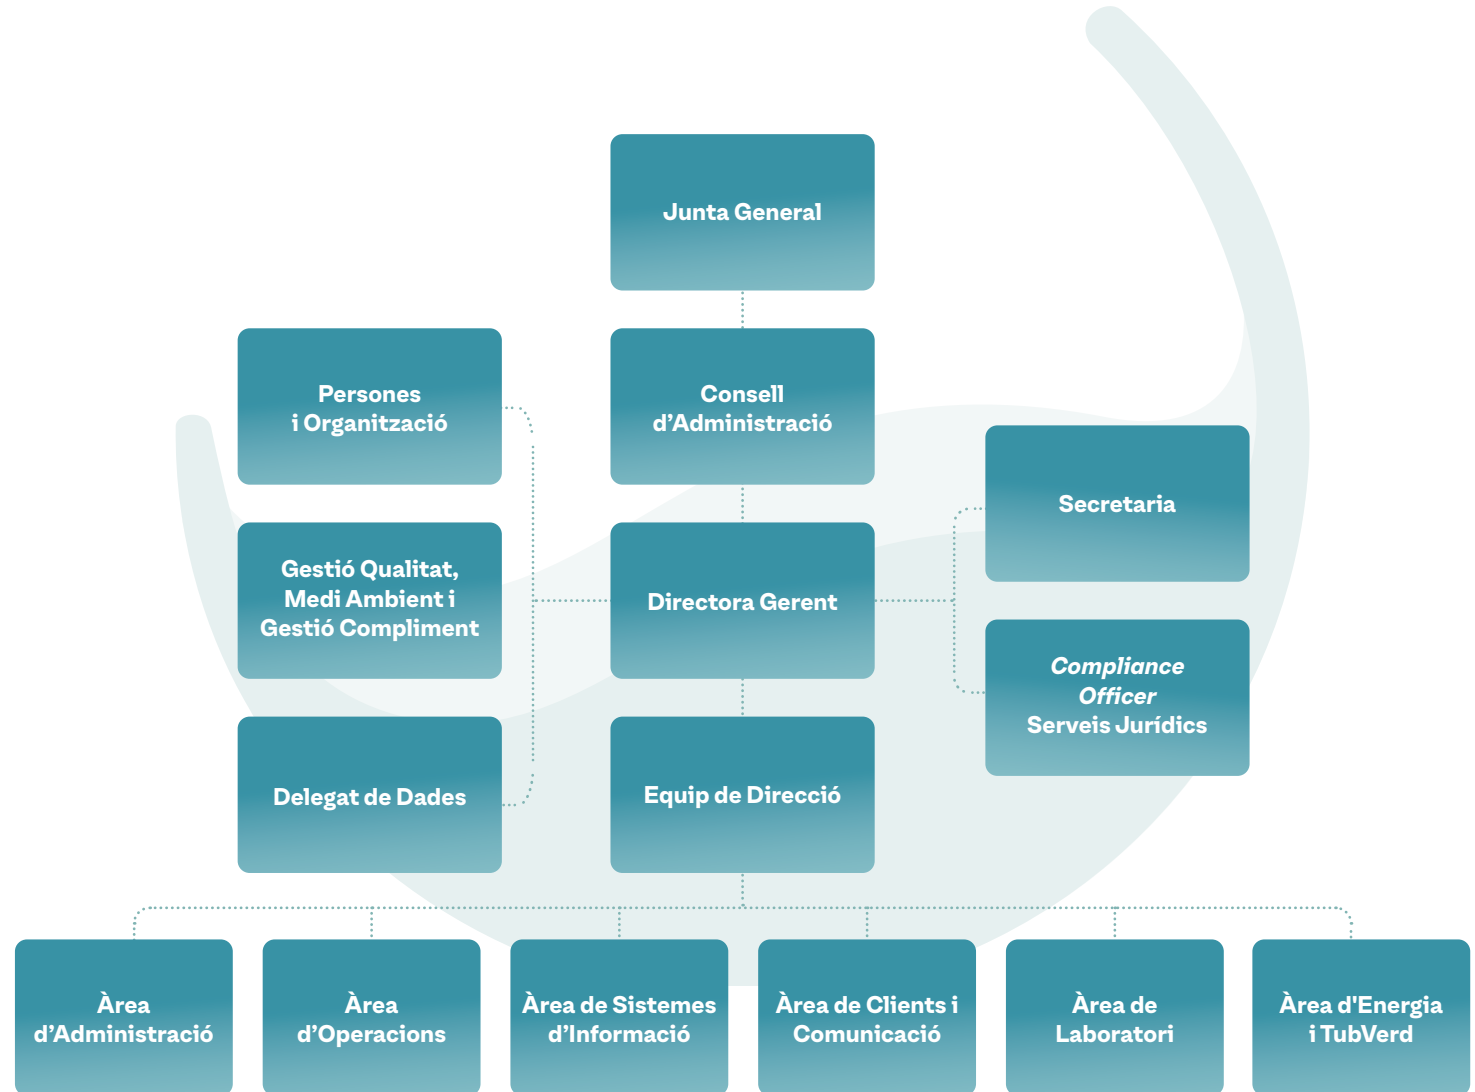 Junta General
Persones
i Organització
Consell
d’Administració
Secretaria
Gestió Qualitat,
Medi Ambient i
Gestió Compliment
Directora Gerent
Compliance
Officer
Serveis Jurídics
Delegat de Dades
Equip de Direcció
Àrea
d’Administració
Àrea
d’Operacions
Àrea de Sistemes
d’Informació
Àrea de Clients i
Comunicació
Àrea de
Laboratori
Àrea d'Energia
i TubVerd